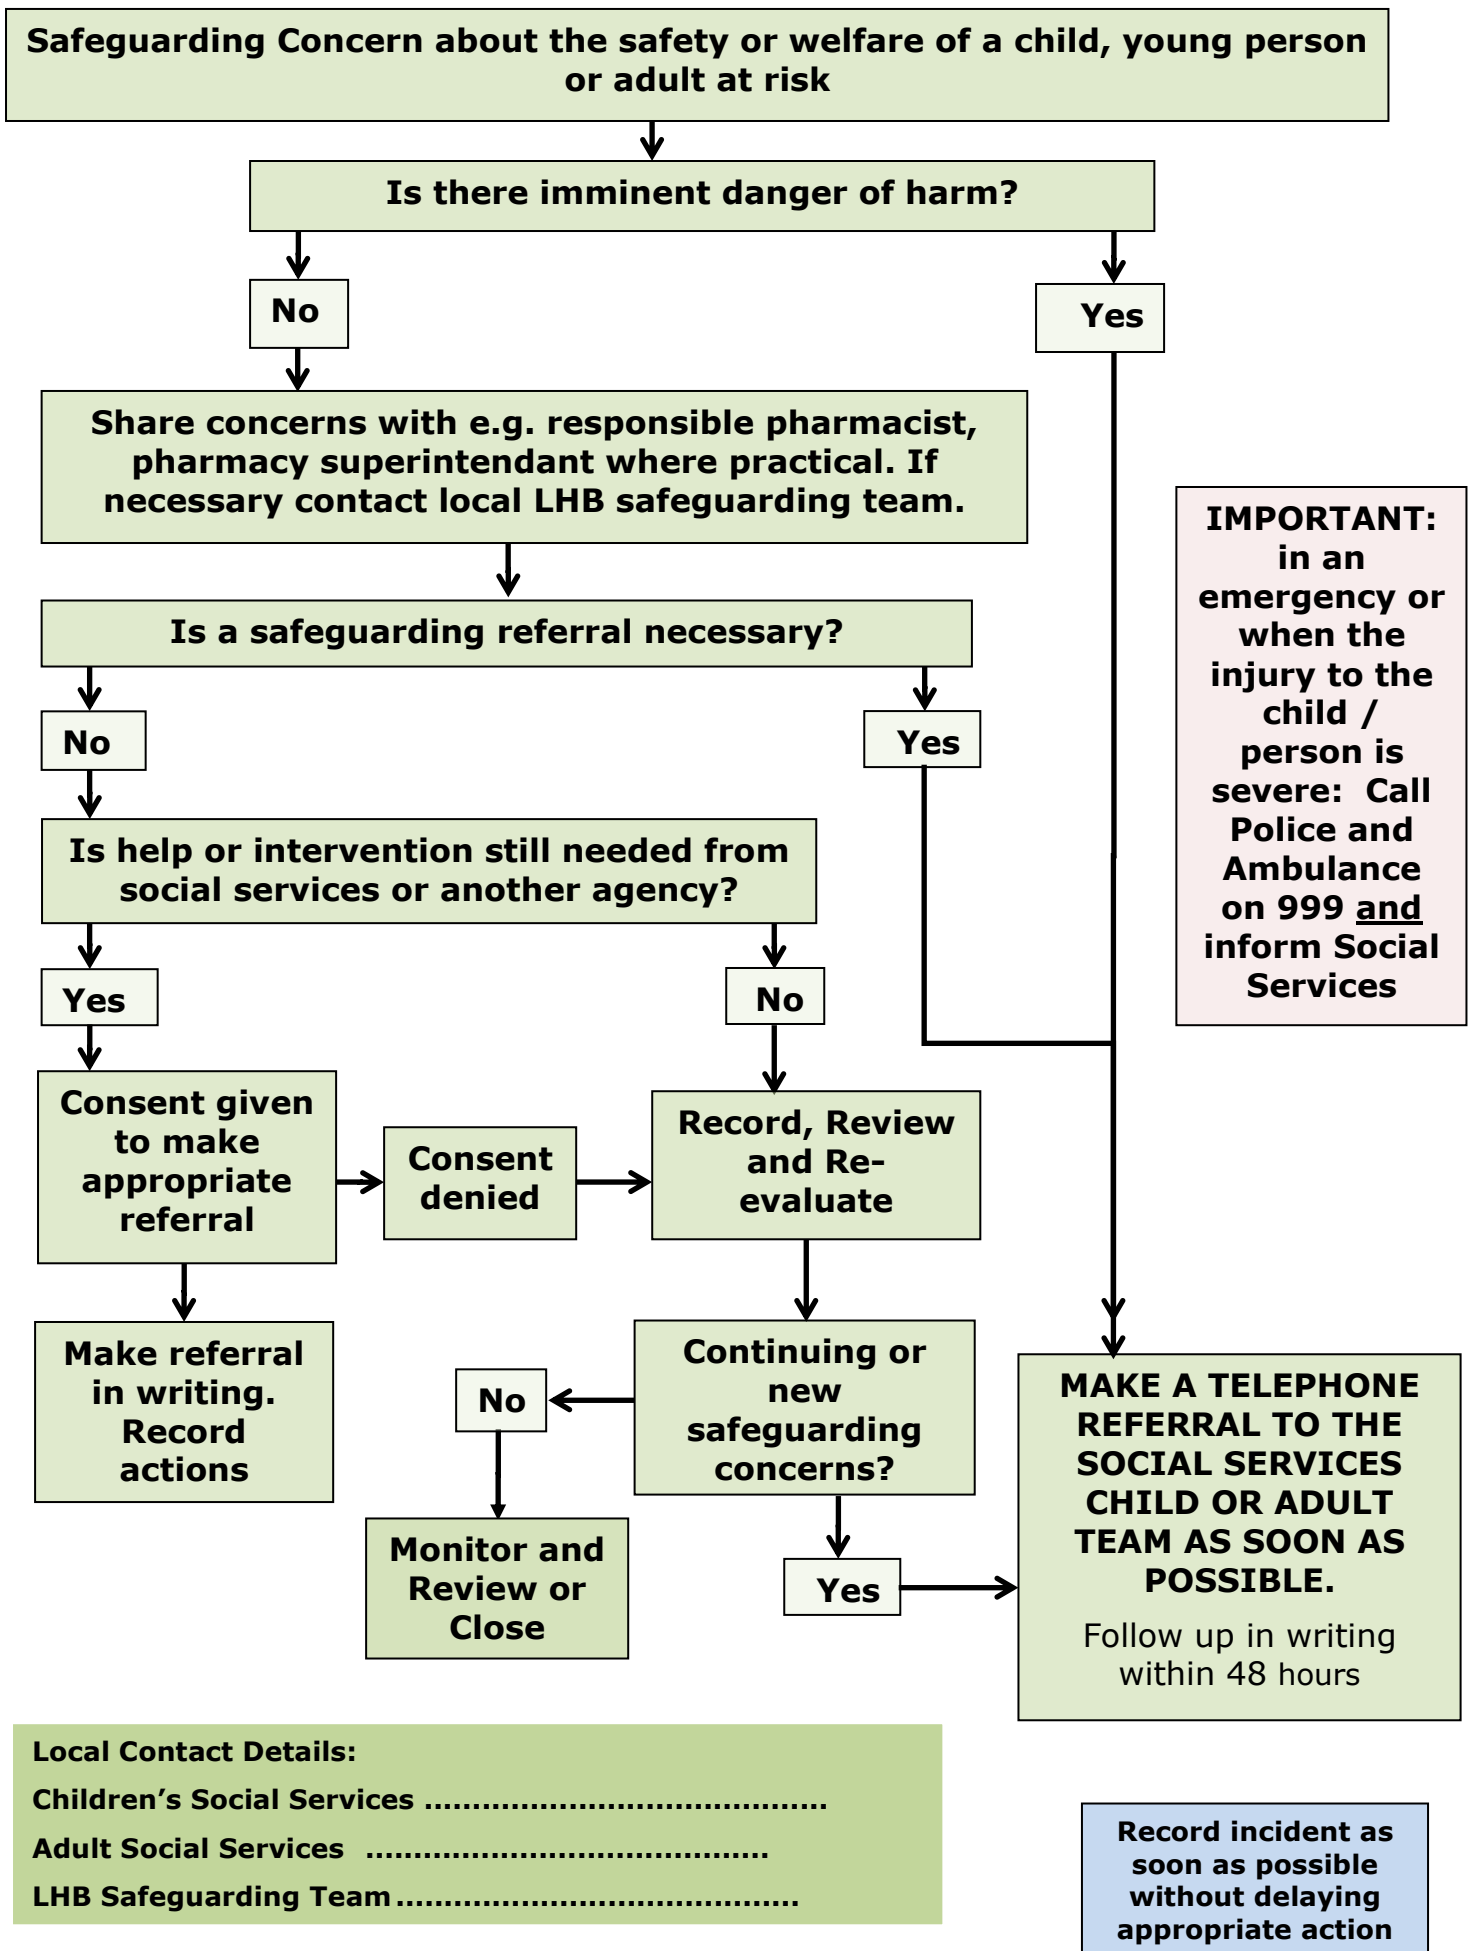 Safeguarding Concern about the safety or welfare of a child, young person
or adult at risk
Is there imminent danger of harm?
No
Yes
Share concerns with e.g. responsible pharmacist,
pharmacy superintendant where practical. If
necessary contact local LHB safeguarding team.
IMPORTANT:
in an
emergency or
when the
injury to the
child /
person is
severe: Call
Police and
Ambulance
on 999 and
inform Social
Services
Is a safeguarding referral necessary?
No
Yes
Is help or intervention still needed from
social services or another agency?
Yes
No
Consent given
to make
appropriate
referral
Consent
denied
Record, Review
and Re-
evaluate
Make referral
in writing.
Record
actions
Continuing or
new
safeguarding
concerns?
No
Monitor and
Review or
Close
Yes
MAKE A TELEPHONE
REFERRAL TO THE
SOCIAL SERVICES
CHILD OR ADULT
TEAM AS SOON AS
POSSIBLE.
Follow up in writing
within 48 hours
Local Contact Details:
Children’s Social Services ..........................................
Adult Social Services ..........................................
LHB Safeguarding Team..........................................
Record incident as
soon as possible
without delaying
appropriate action